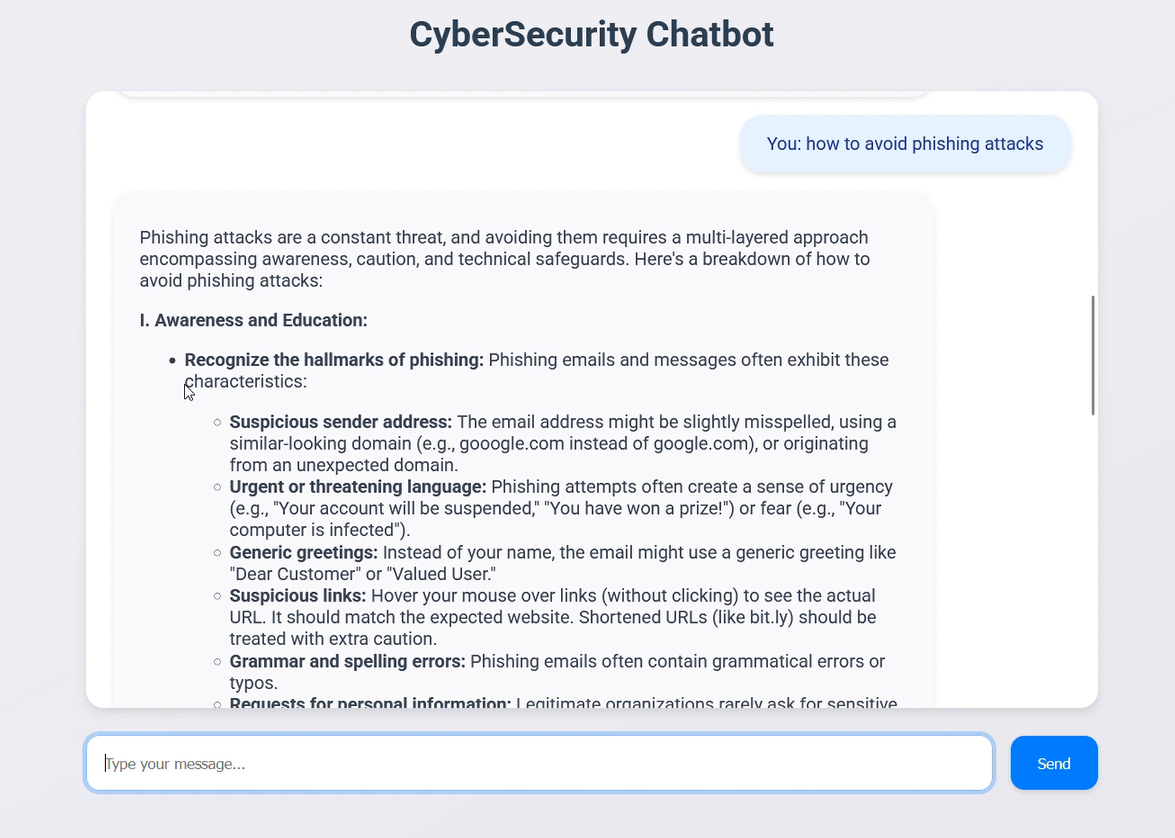 CyberSecurity Chatbot
You: how to avoid phishing attacks
Phishing attacks are a constant threat, and avoiding them requires a multi-layered approach
encompassing awareness, caution, and technical safeguards. Here's a breakdown of how to
avoid phishing attacks:
I. Awareness and Education:
Recognize the hallmarks of phishing: Phishing emails and messages often exhibit these
characteristics:
Suspicious sender address: The email address might be slightly misspelled, using a
similar-looking domain (e.g., gooogle.com instead of google.com), or originating
from an unexpected domain.
Urgent or threatening language: Phishing attempts often create a sense of urgency
(e.g., "Your account will be suspended," "You have won a prize!") or fear (e.g., "Your
computer is infected").
Generic greetings: Instead of your name, the email might use a generic greeting like
"Dear Customer" or "Valued User."
Suspicious links: Hover your mouse over links (without clicking) to see the actual
URL. It should match the expected website. Shortened URLs (like bit.ly) should be
treated with extra caution.
Grammar and spelling errors: Phishing emails often contain grammatical errors or
typos.
Requests for personal information: Legitimate organizations rarely ask for sensitive
Type your message...
Send